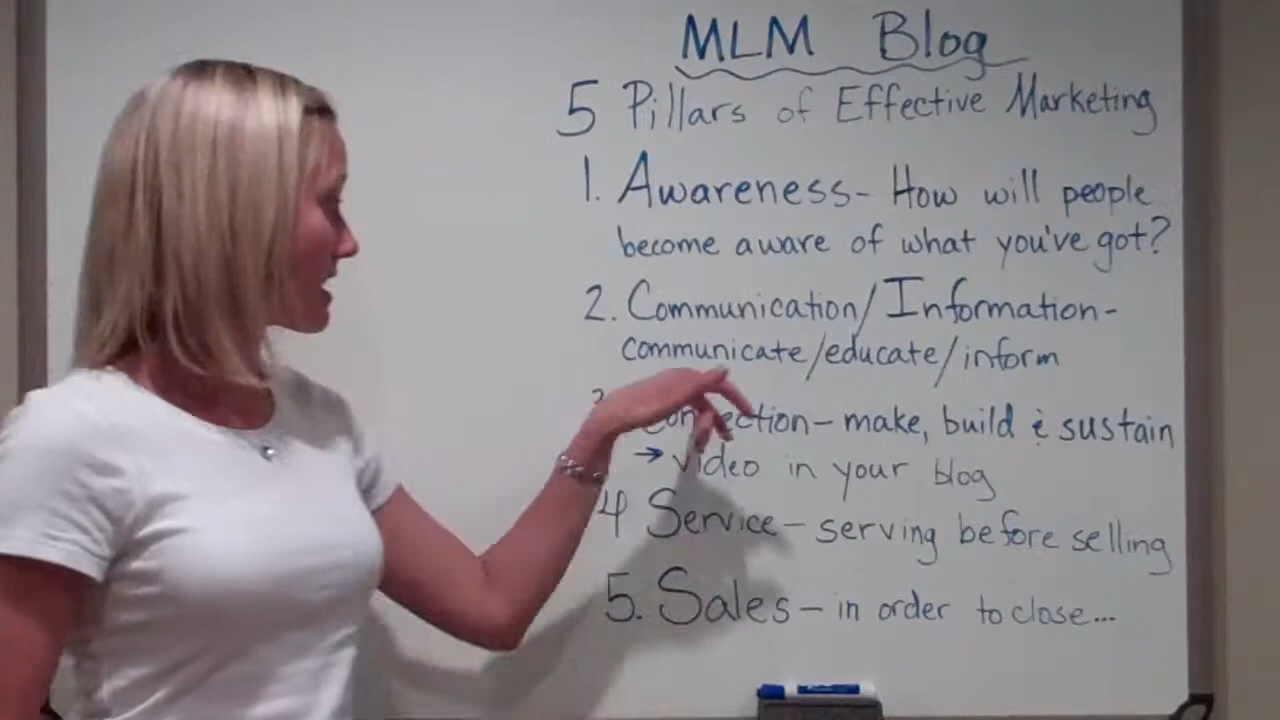 MLM Blog
5 Pillars of Effective Marketing
1. Awareness- How will people
become aware of what you've got?
2. Communication/Information-
communicate/educate/inform
Connection- make, build & sustain
→ video in your blog
4 Service- serving before selling
5. Sales- in order to close...